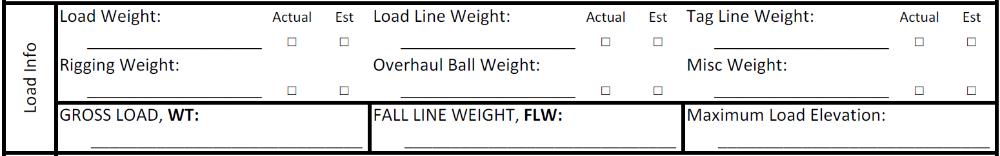 Load Info
Load Weight: Actual Est Load Line Weight: Actual Est Tag Line Weight: Actual Est
Rigging Weight: Overhaul Ball Weight: Misc Weight:
GROSS LOAD, WT: FALL LINE WEIGHT, FLW: Maximum Load Elevation: